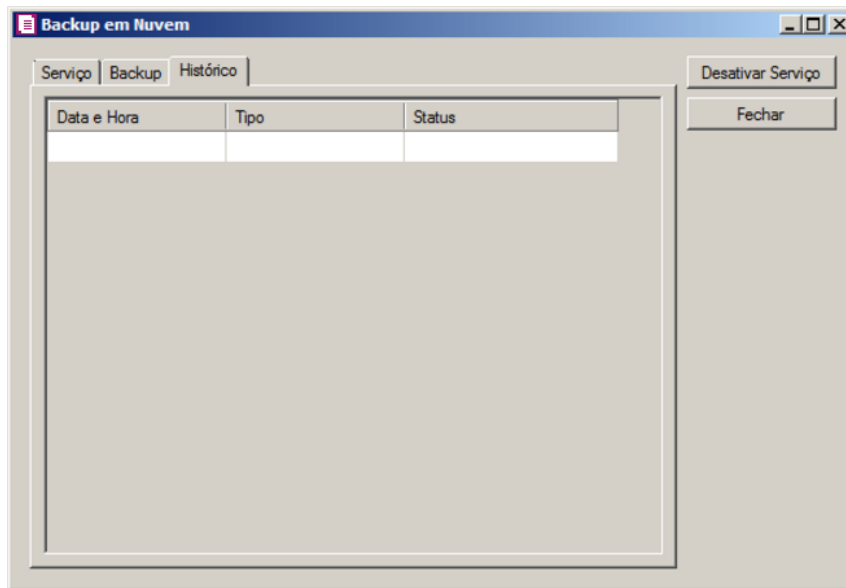 Backup em Nuvem
Serviço Backup Histórico
Desativar Serviço
Fechar
Data e Hora Tipo Status